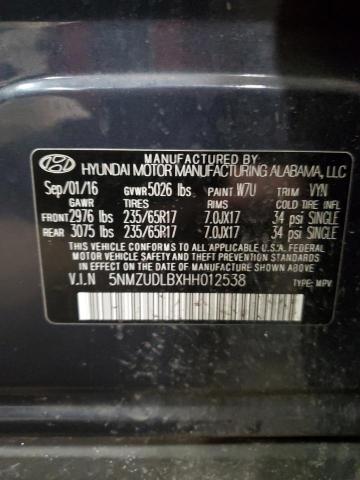 MANUFACTURED BY
HYUNDAI MOTOR MANUFACTURING ALABAMA, LLC
Sep/01/16 GVWR 5026 lbs PAINT. W7U TRIM VYN
GAWR TIRES RIMS COLD TIRE INFL
FRONT 2976 lbs 235/65R17 7.0JX17 34 psi SINGLE
REAR 3075 lbs 235/65R17 7.0JX17 34 psi SINGLE
THIS VEHICLE CONFORMS TO ALL APPLICABLE U.S.A. FEDERAL
MOTOR VEHICLE SAFETY AND
THEFT PREVENTION STANDARDS IN EFFECT ON THE DATE OF
MANUFACTURE SHOWN ABOVE
V.I.N 5NMZUDLBXHH012538
TYPE: MPV